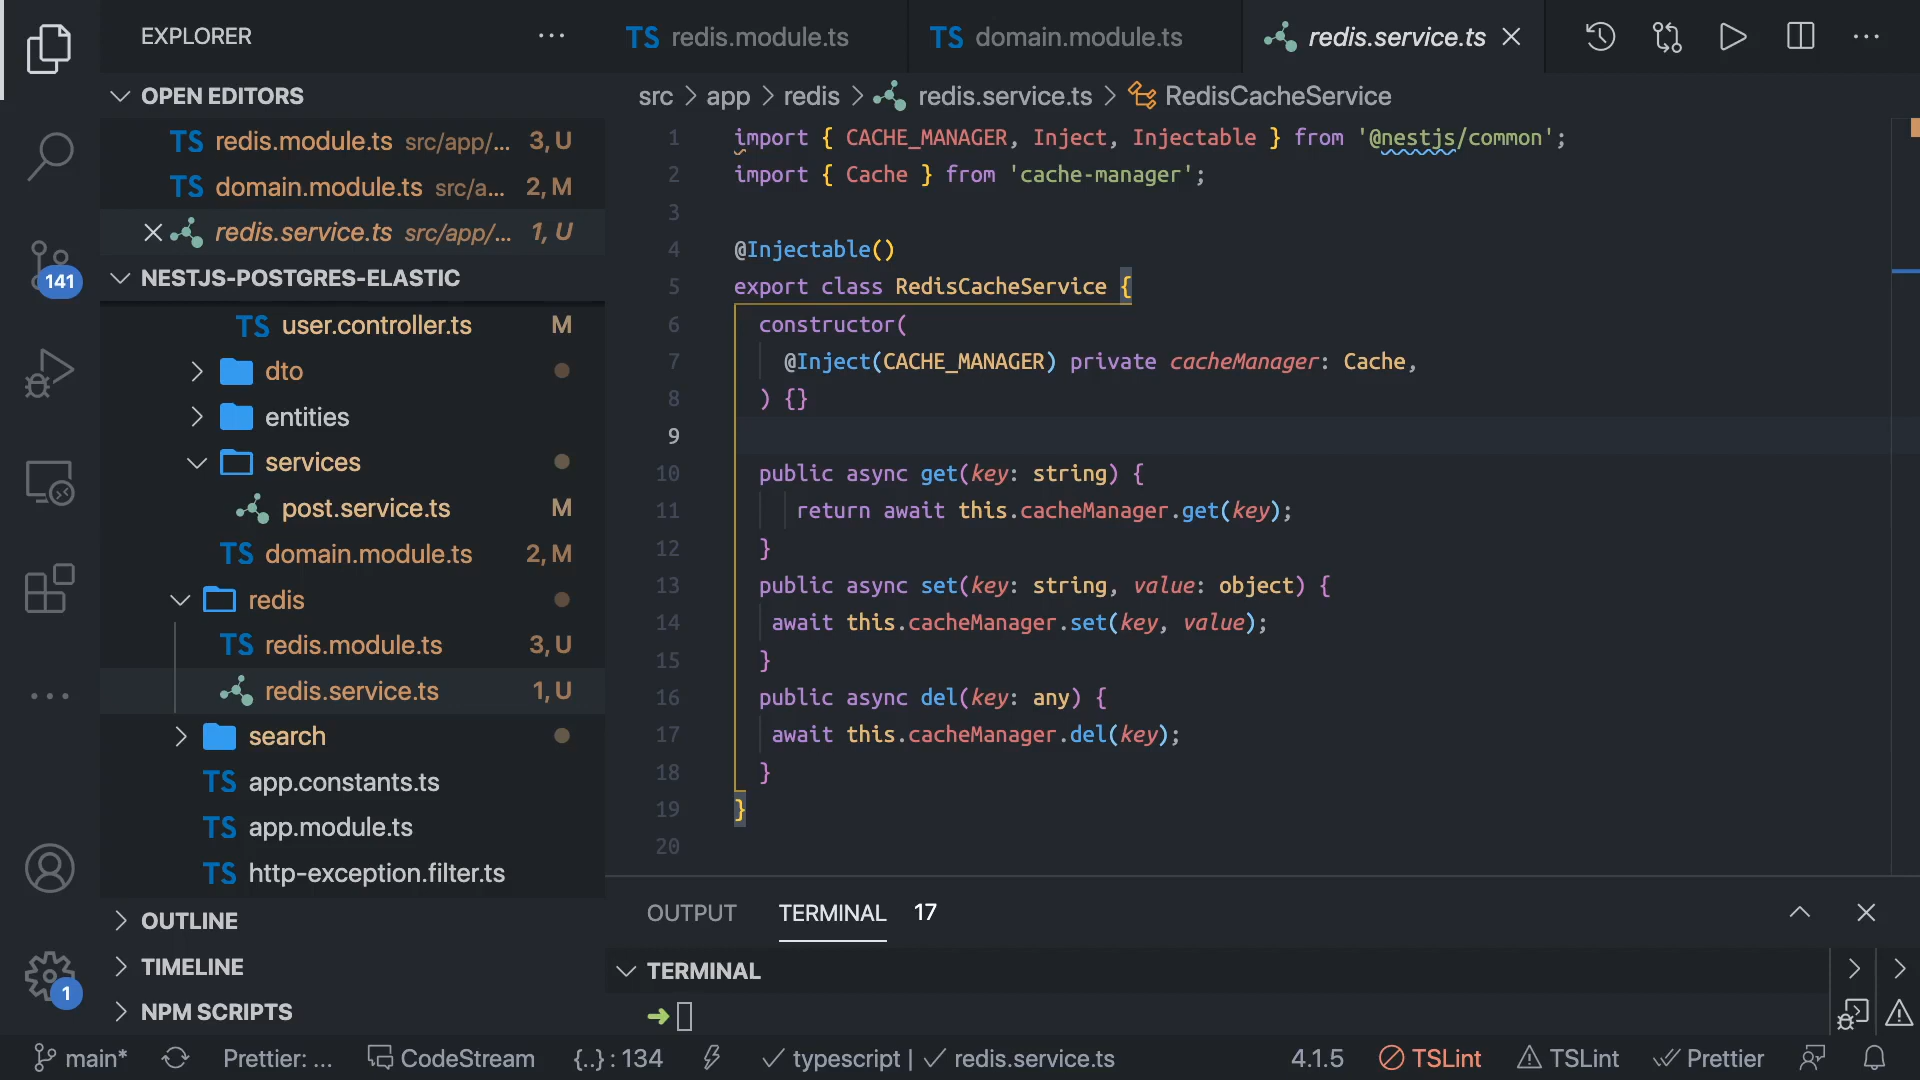 EXPLORER
OPEN EDITORS
TS redis.module.ts src/app/... 3, U
TS domain.module.ts src/a... 2, M
redis.service.ts src/app/... 1, U
NESTJS-POSTGRES-ELASTIC
TS user.controller.ts M
dto
entities
services
post.service.ts M
TS domain.module.ts 2, M
redis
TS redis.module.ts 3, U
redis.service.ts 1, U
search
TS app.constants.ts
TS app.module.ts
TS http-exception.filter.ts
OUTLINE
TIMELINE
NPM SCRIPTS
141
1
TS redis.module.ts
TS domain.module.ts
redis.service.ts
src > app > redis > redis.service.ts > RedisCacheService
1 import { CACHE_MANAGER, Inject, Injectable } from '@nestjs/common';
2 import { Cache } from 'cache-manager';
3
4 @Injectable()
5 export class RedisCacheService {
6 constructor(
7 @Inject(CACHE_MANAGER) private cacheManager: Cache,
8 ) {}
9
10 public async get(key: string) {
11 return await this.cacheManager.get(key);
12 }
13 public async set(key: string, value: object) {
14 await this.cacheManager.set(key, value);
15 }
16 public async del(key: any) {
17 await this.cacheManager.del(key);
18 }
19 }
20
OUTPUT TERMINAL 17
TERMINAL
main* Prettier: ... CodeStream {..} : 134 typescript | redis.service.ts 4.1.5 TSLint TSLint Prettier